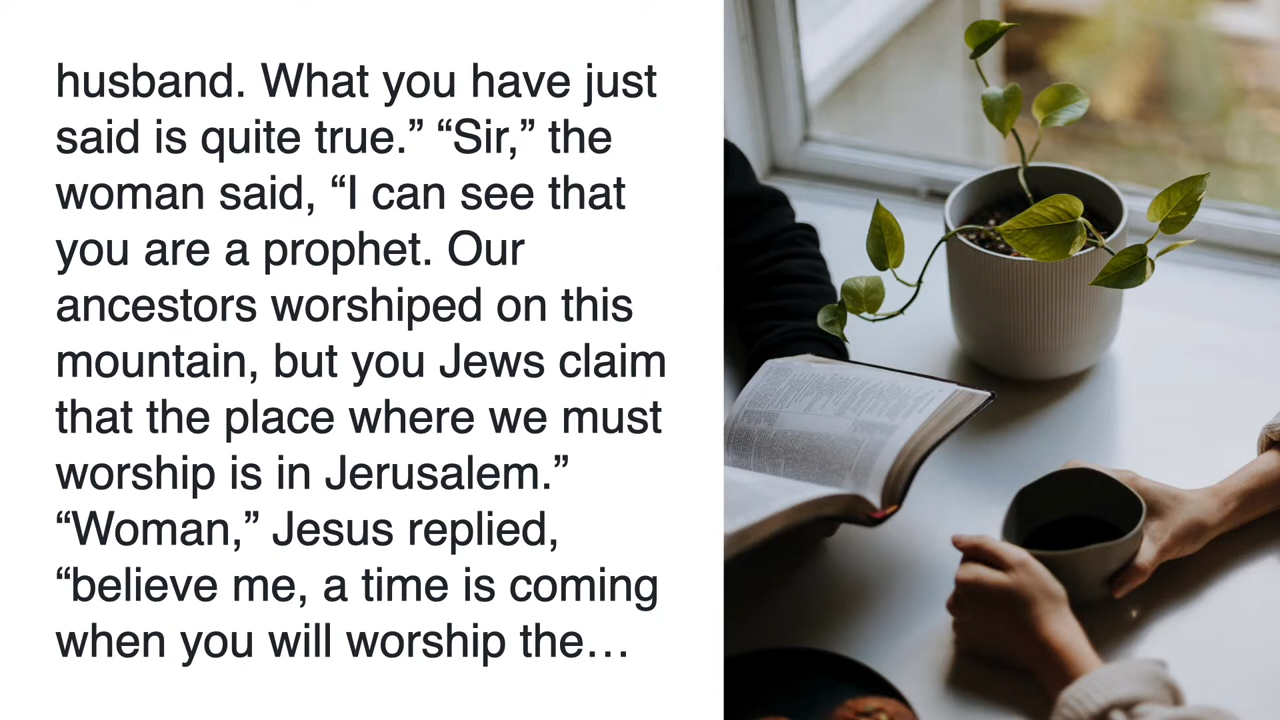 husband. What you have just
said is quite true.” “Sir,” the
woman said, “I can see that
you are a prophet. Our
ancestors worshiped on this
mountain, but you Jews claim
that the place where we must
worship is in Jerusalem.”
“Woman,” Jesus replied,
“believe me, a time is coming
when you will worship the…